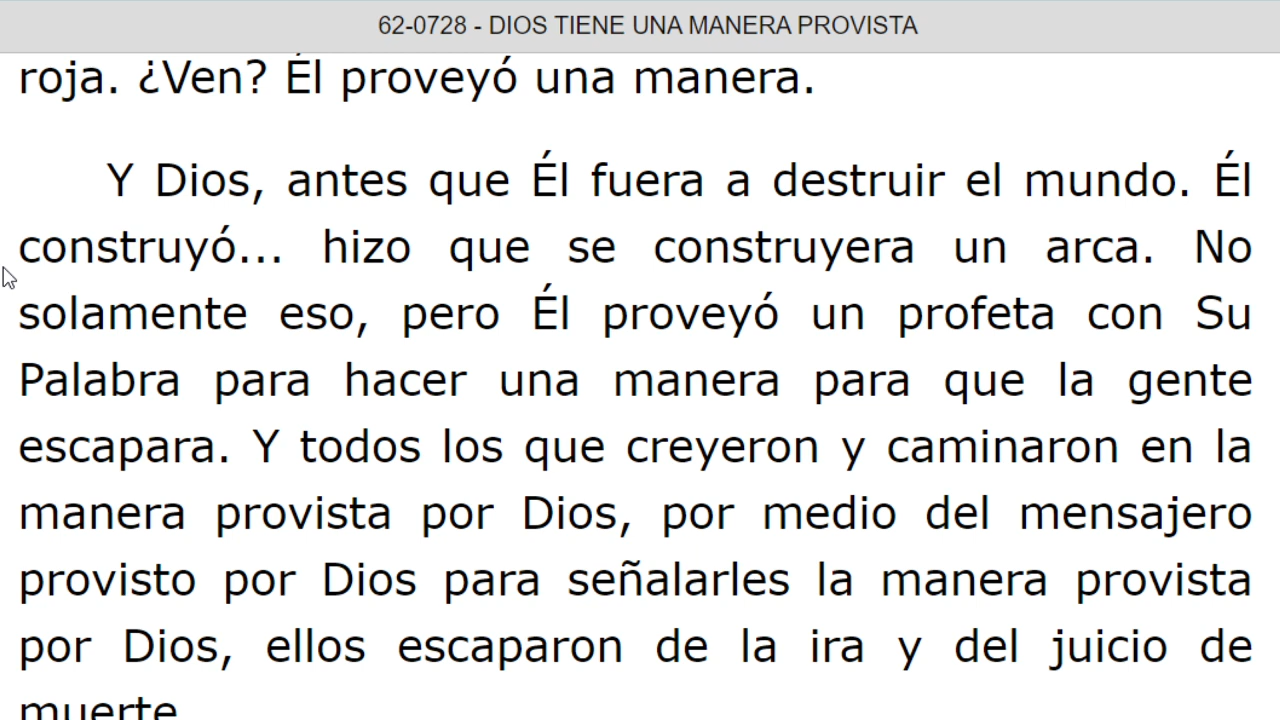 62-0728 - DIOS TIENE UNA MANERA PROVISTA
roja. ¿Ven? Él proveyó una manera.
Y Dios, antes que Él fuera a destruir el mundo. Él
construyó... hizo que se construyera un arca. No
solamente eso, pero Él proveyó un profeta con Su
Palabra para hacer una manera para que la gente
escapara. Y todos los que creyeron y caminaron en la
manera provista por Dios, por medio del mensajero
provisto por Dios para señalarles la manera provista
por Dios, ellos escaparon de la ira y del juicio de
muerte